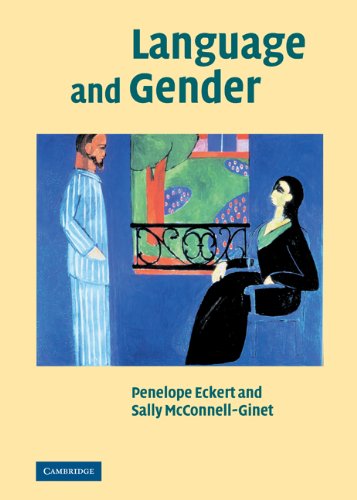 Language
and Gender
Penelope Eckert and
Sally McConnell-Ginet
CAMBRIDGE